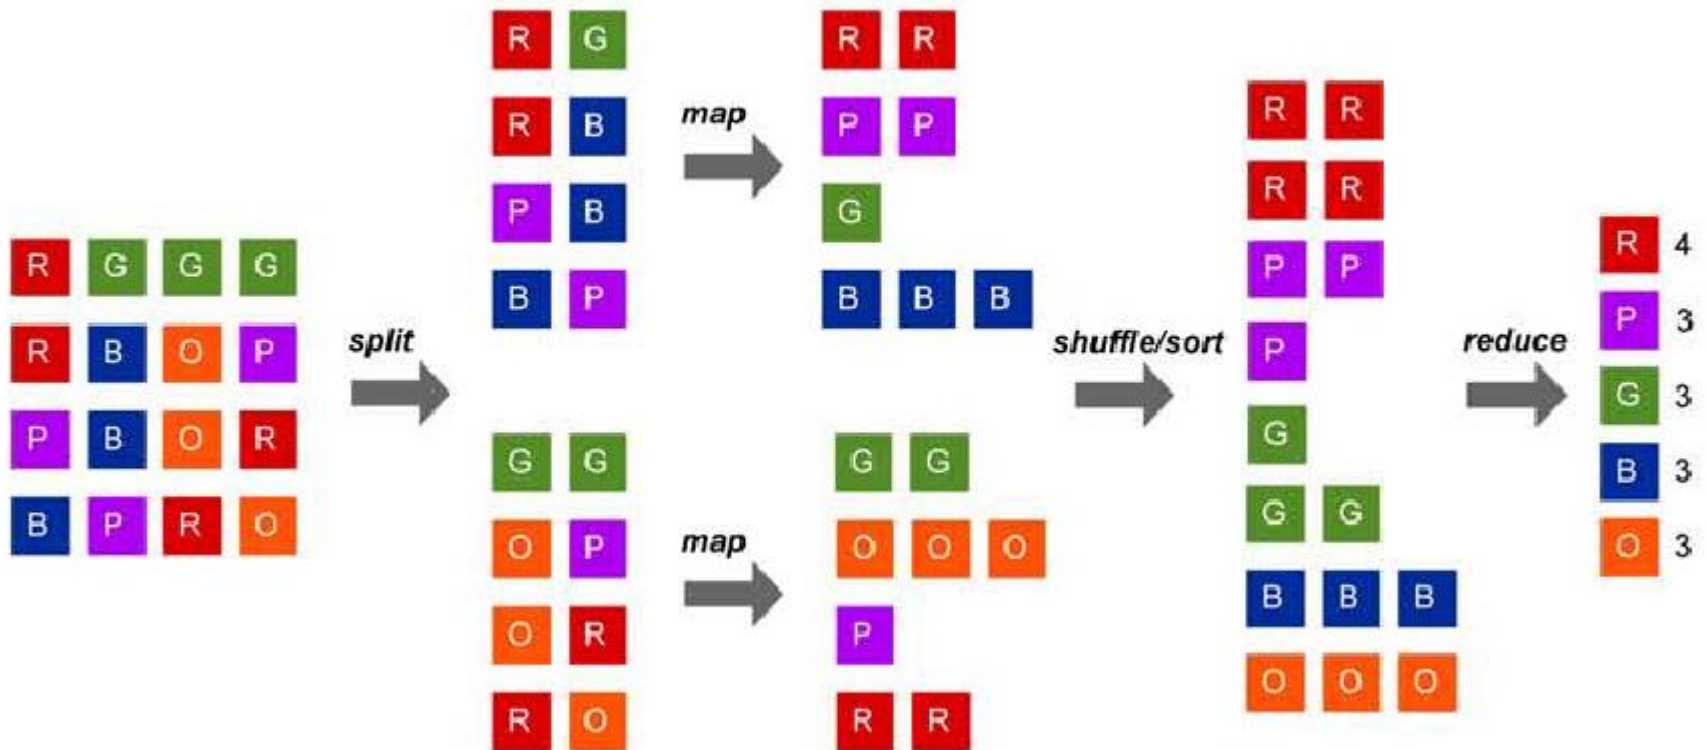 R G G G
R B O P
P B O R
B P R O
split
R G
R B
P B
B P
G G
O P
O R
R O
map
map
R R
P P
G
B B B
G G
O O O
P
R R
shuffle/sort
R R
R R
P P
P
G
G G
B B B
O O O
reduce
R 4
P 3
G 3
B 3
O 3